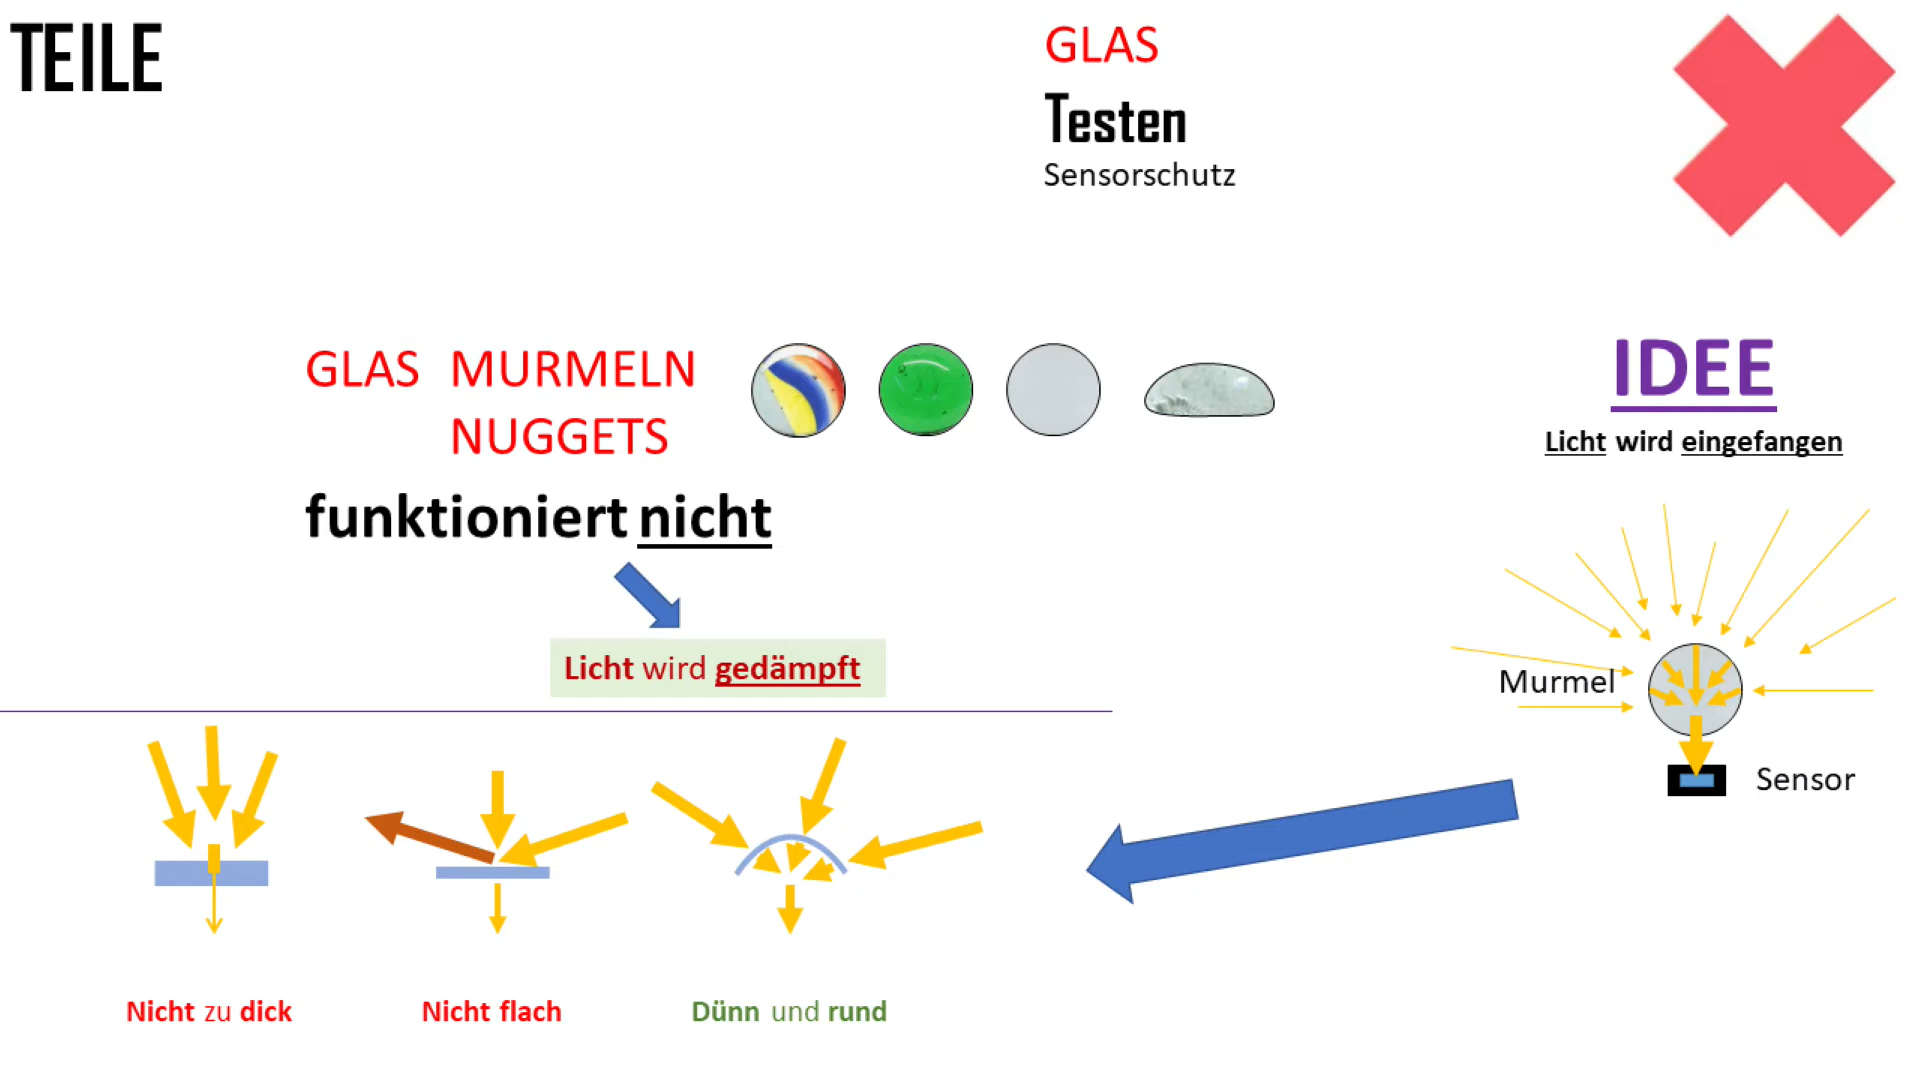 TEILE
GLAS
Testen
Sensorschutz
GLAS MURMELN
NUGGETS
funktioniert nicht
Licht wird gedämpft
IDEE
Licht wird eingefangen
Murmel
Sensor
Nicht zu dick
Nicht flach
Dünn und rund